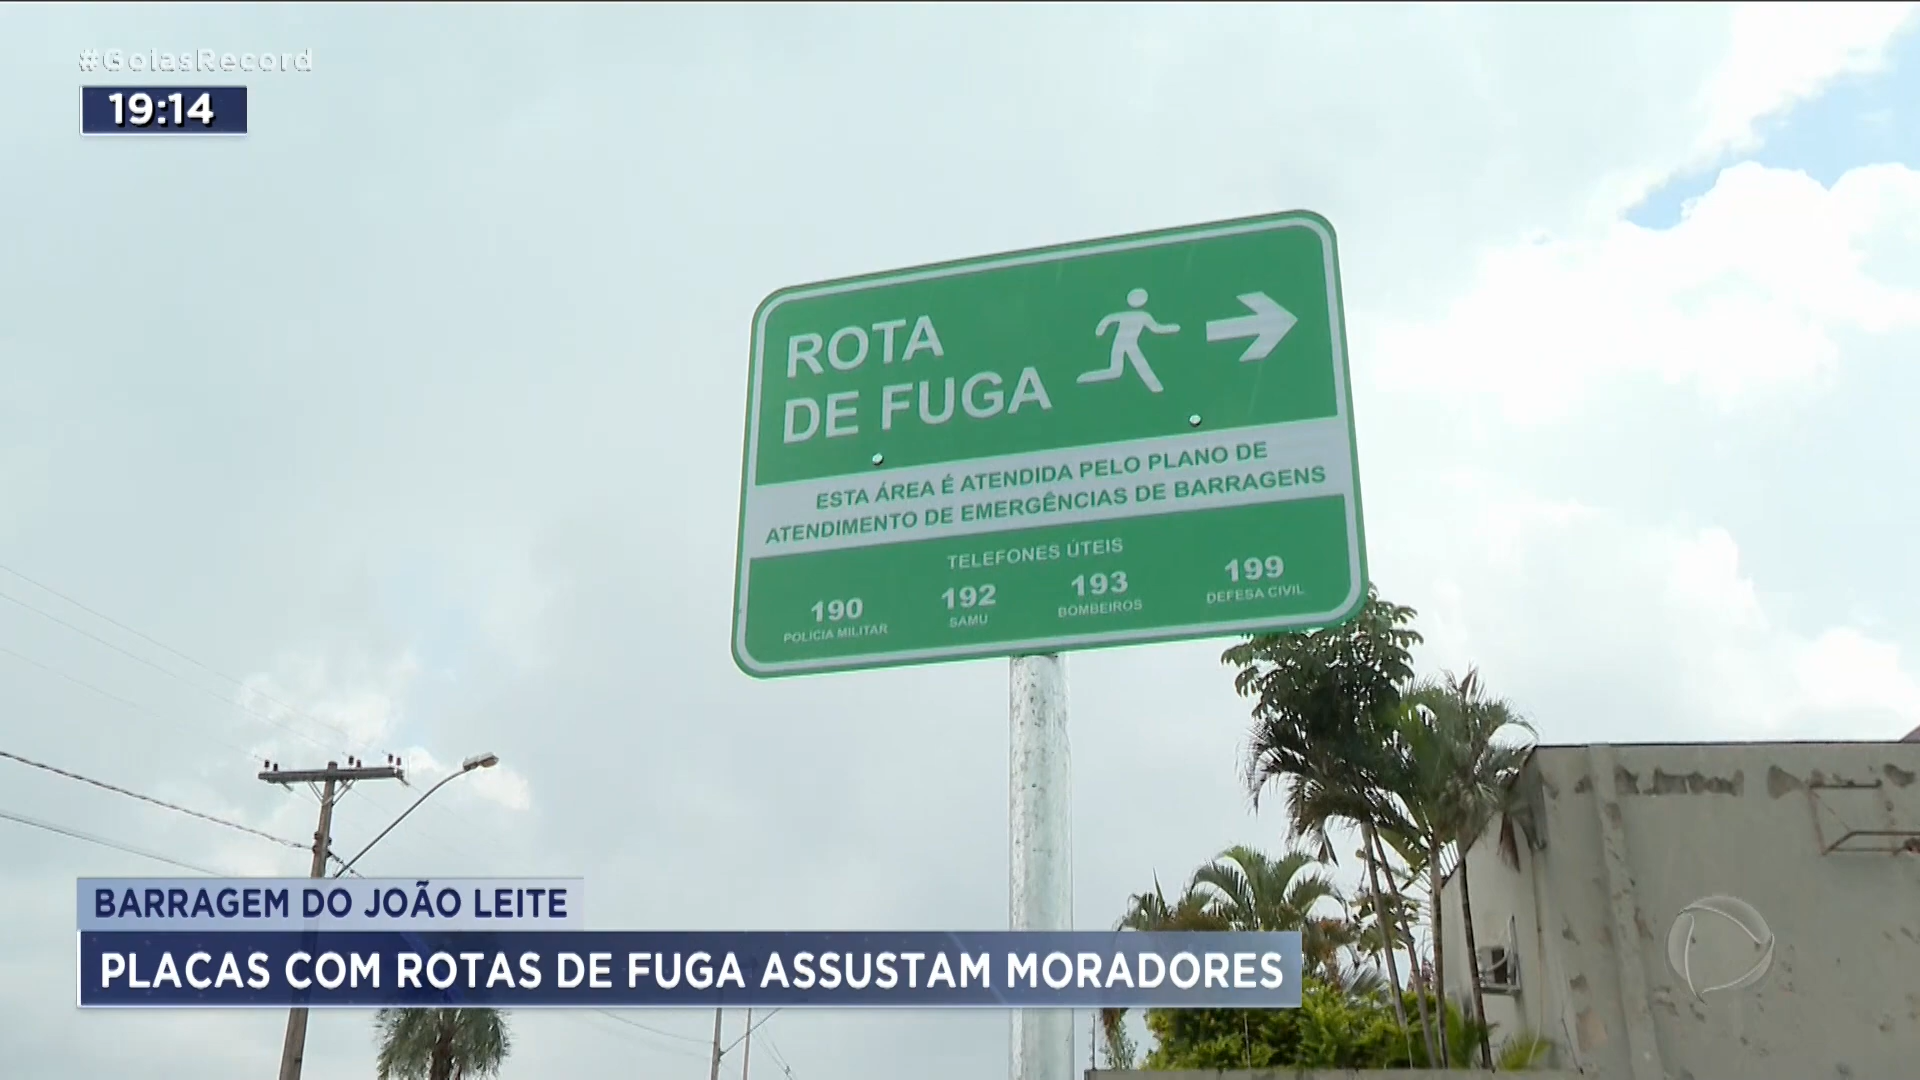 #GoiasRecord
19:14
ROTA
DE FUGA
ESTA ÁREA É ATENDIDA PELO PLANO DE
ATENDIMENTO DE EMERGÊNCIAS DE BARRAGENS
TELEFONES ÚTEIS
190
POLÍCIA MILITAR
192
SAMU
193
BOMBEIROS
199
DEFESA CIVIL
BARRAGEM DO JOÃO LEITE
PLACAS COM ROTAS DE FUGA ASSUSTAM MORADORES